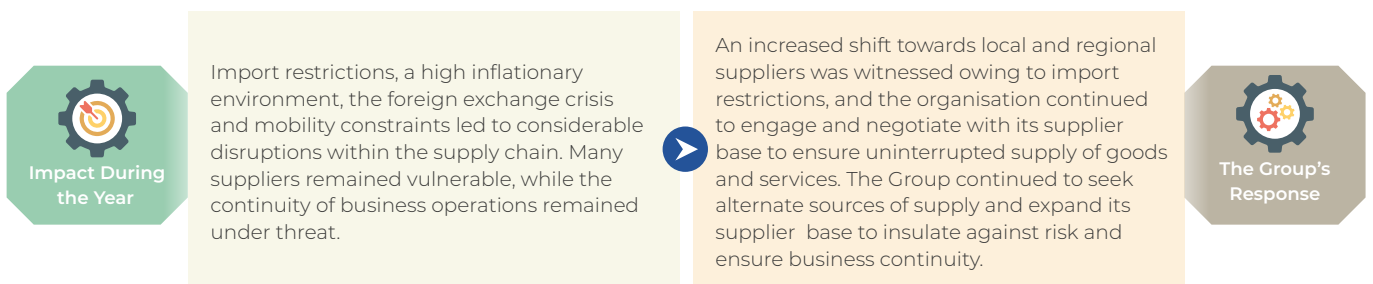 Impact During
the Year
Import restrictions, a high inflationary
environment, the foreign exchange crisis
and mobility constraints led to considerable
disruptions within the supply chain. Many
suppliers remained vulnerable, while the
continuity of business operations remained
under threat.
An increased shift towards local and regional
suppliers was witnessed owing to import
restrictions, and the organisation continued
to engage and negotiate with its supplier
base to ensure uninterrupted supply of goods
and services. The Group continued to seek
alternate sources of supply and expand its
supplier  base to insulate against risk and
ensure business continuity.
The Group's
Response